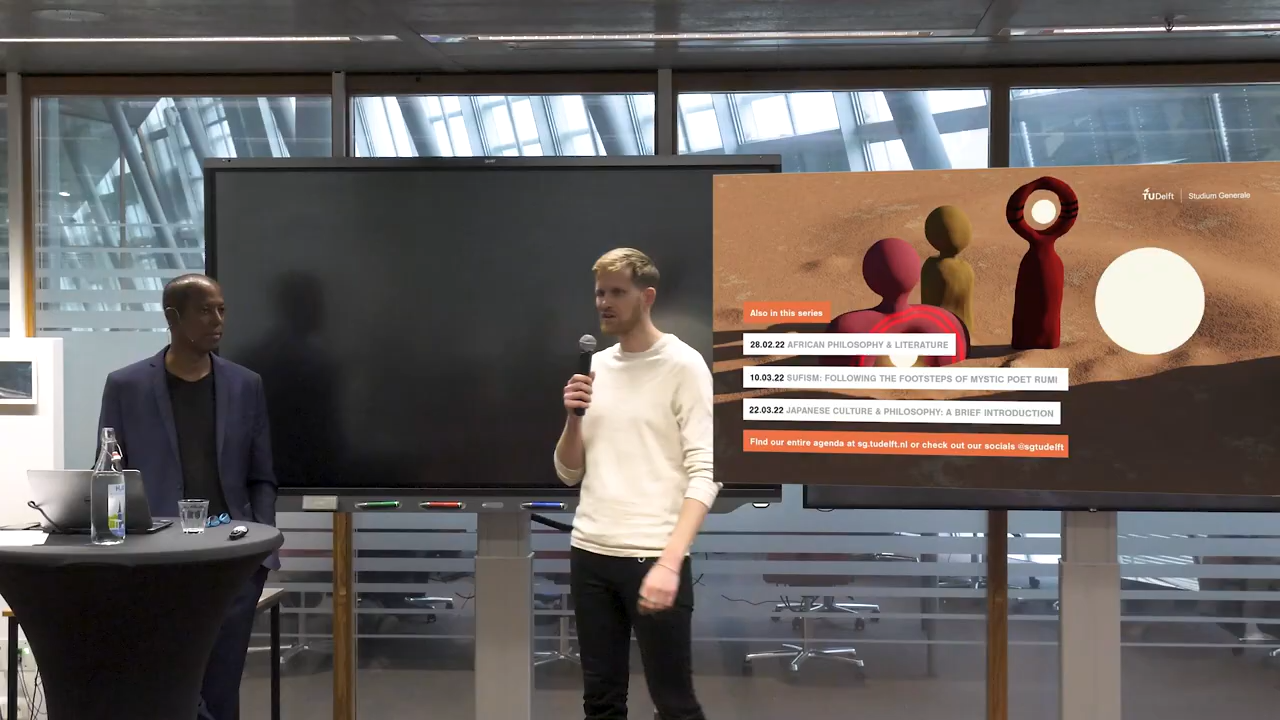 TUDelft Studium Generale
Also in this series
28.02.22 AFRICAN PHILOSOPHY & LITERATURE
10.03.22 SUFISM: FOLLOWING THE FOOTSTEPS OF MYSTIC POET RUMI
22.03.22 JAPANESE CULTURE & PHILOSOPHY: A BRIEF INTRODUCTION
Find our entire agenda at sg.tudelft.nl or check out our socials @sgtudelft